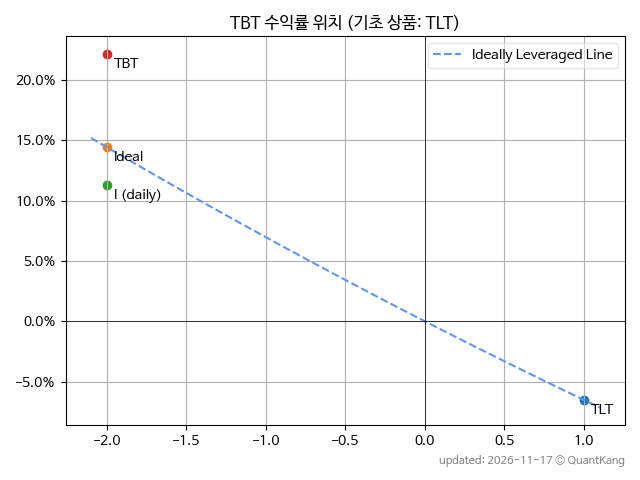 TBT 수익률 위치 (기초 상품: TLT)
Ideally Leveraged Line
20.0%
15.0%
10.0%
5.0%
0.0%
−5.0%
TBT
Ideal
I (daily)
TLT
−2.0 −1.5 −1.0 −0.5 0.0 0.5 1.0
updated: 2026-11-17 © QuantKang